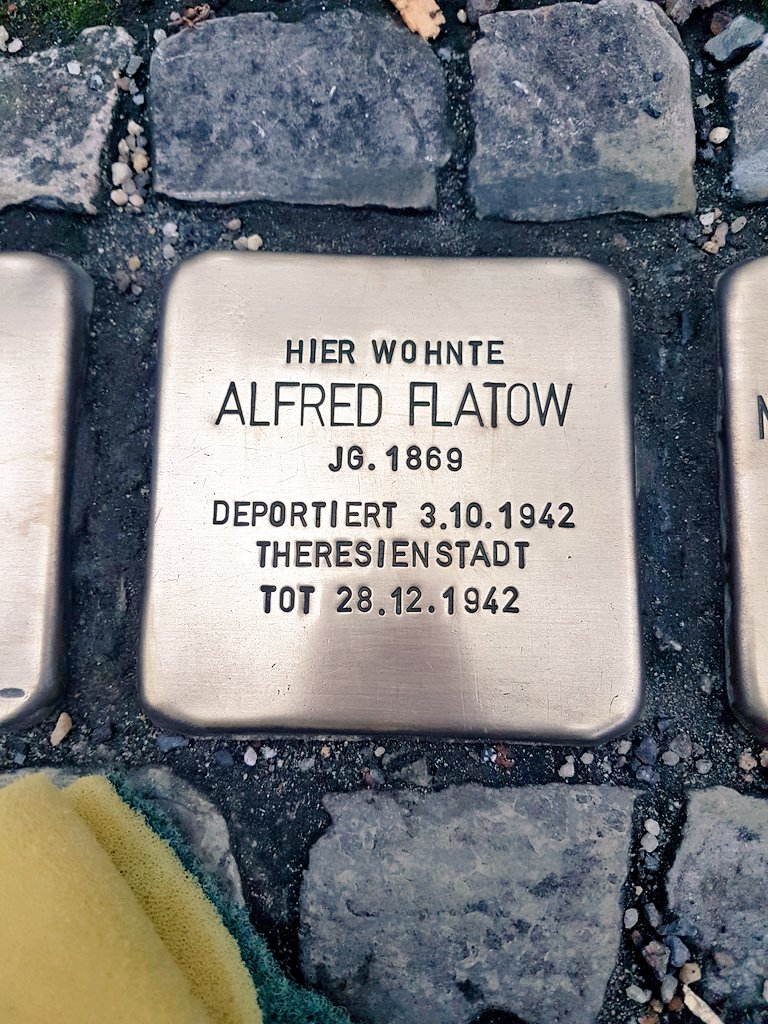 HIER WOHNTE
ALFRED FLATOW
JG. 1869
DEPORTIERT 3.10.1942
THERESIENSTADT
TOT 28.12.1942